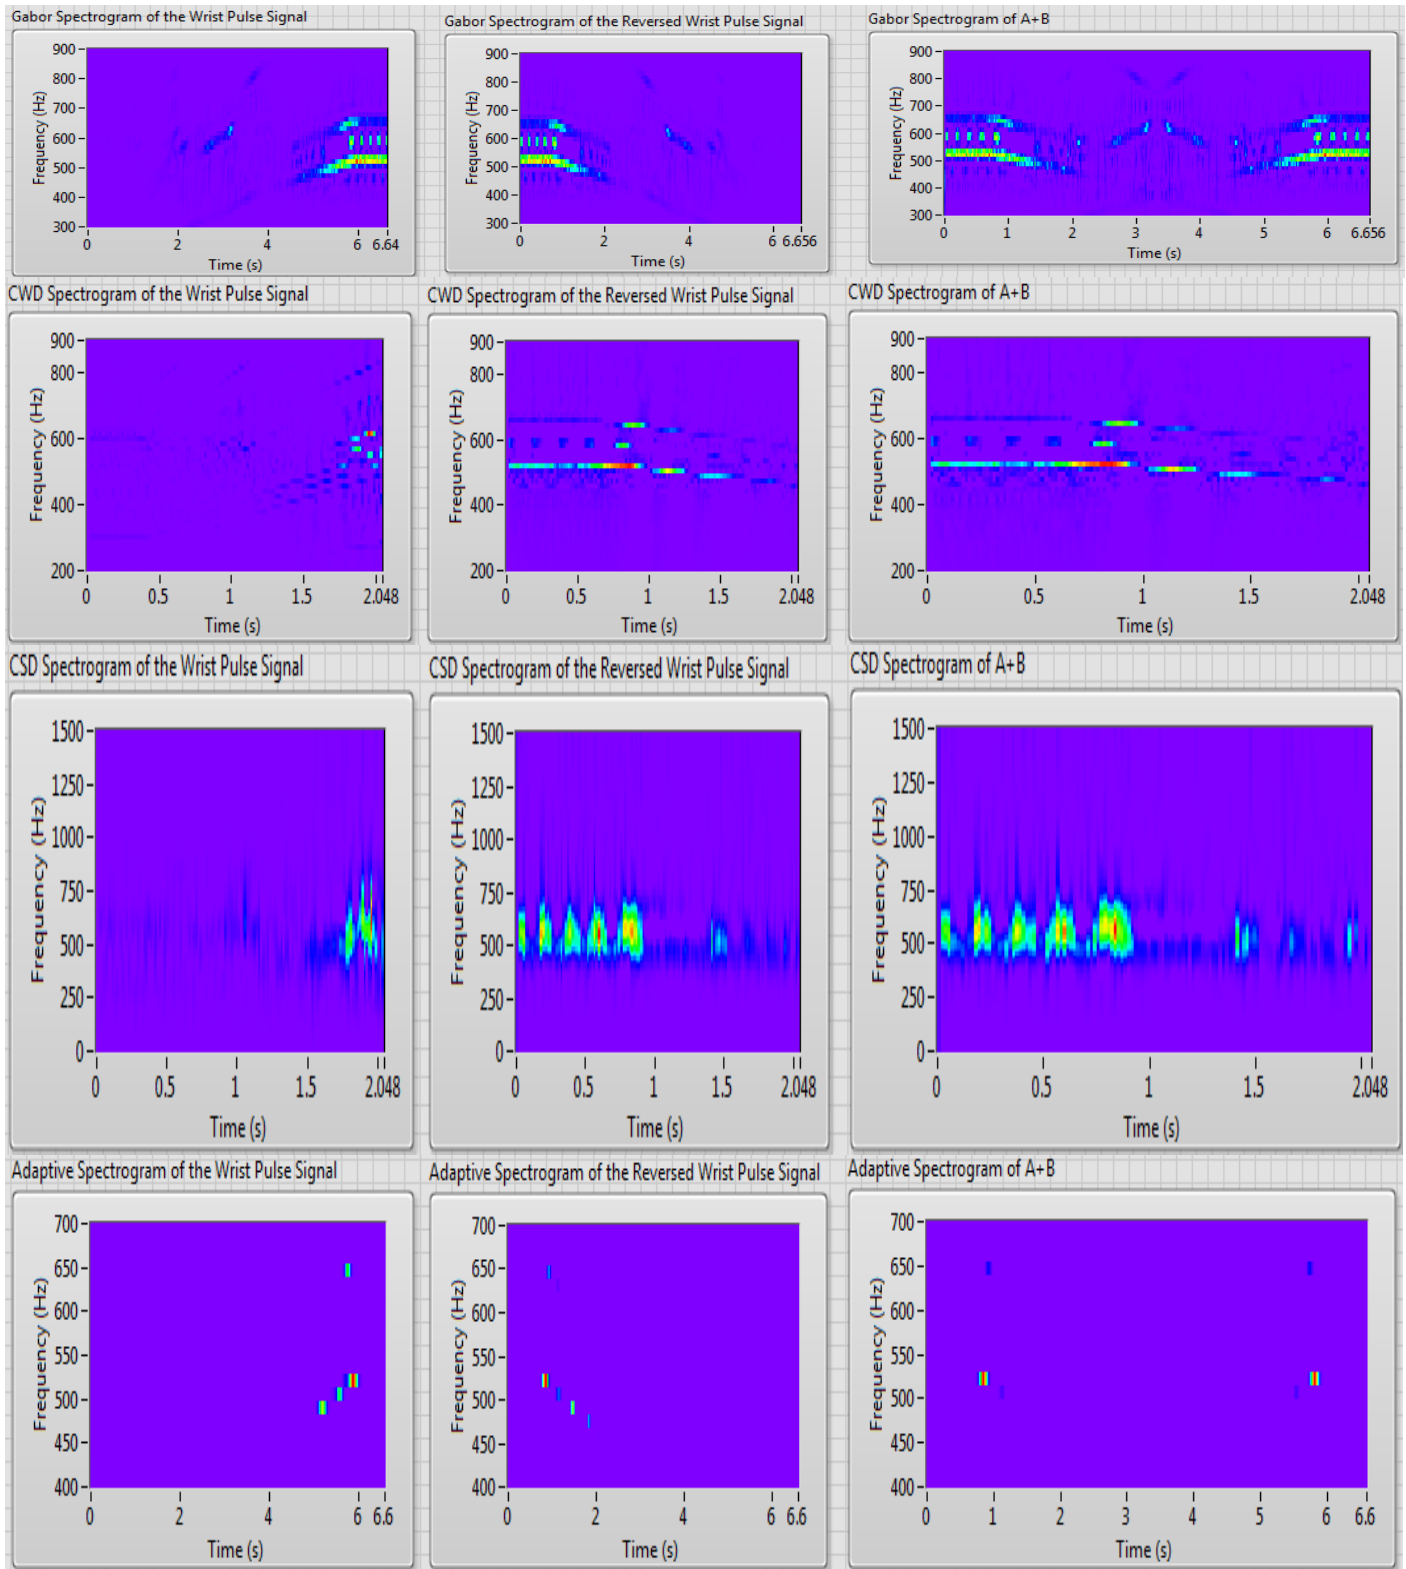 Gabor Spectrogram of the Wrist Pulse Signal
Frequency (Hz)
900
800
700
600
500
400
300
0 2 4 6 6.64
Time (s)
Gabor Spectrogram of the Reversed Wrist Pulse Signal
Frequency (Hz)
900
800
700
600
500
400
300
0 2 4 6 6.656
Time (s)
Gabor Spectrogram of A+B
Frequency (Hz)
900
800
700
600
500
400
300
0 1 2 3 4 5 6 6.656
Time (s)
CWD Spectrogram of the Wrist Pulse Signal
Frequency (Hz)
900
800
600
400
200
0 0.5 1 1.5 2.048
Time (s)
CWD Spectrogram of the Reversed Wrist Pulse Signal
Frequency (Hz)
900
800
600
400
200
0 0.5 1 1.5 2.048
Time (s)
CWD Spectrogram of A+B
Frequency (Hz)
900
800
600
400
200
0 0.5 1 1.5 2.048
Time (s)
CSD Spectrogram of the Wrist Pulse Signal
Frequency (Hz)
1500
1250
1000
750
500
250
0
0 0.5 1 1.5 2.048
Time (s)
CSD Spectrogram of the Reversed Wrist Pulse Signal
Frequency (Hz)
1500
1250
1000
750
500
250
0
0 0.5 1 1.5 2.048
Time (s)
CSD Spectrogram of A+B
Frequency (Hz)
1500
1250
1000
750
500
250
0
0 0.5 1 1.5 2.048
Time (s)
Adaptive Spectrogram of the Wrist Pulse Signal
Frequency (Hz)
700
650
600
550
500
450
400
0 2 4 6 6.6
Time (s)
Adaptive Spectrogram of the Reversed Wrist Pulse Signal
Frequency (Hz)
700
650
600
550
500
450
400
0 2 4 6 6.6
Time (s)
Adaptive Spectrogram of A+B
Frequency (Hz)
700
650
600
550
500
450
400
0 1 2 3 4 5 6 6.6
Time (s)